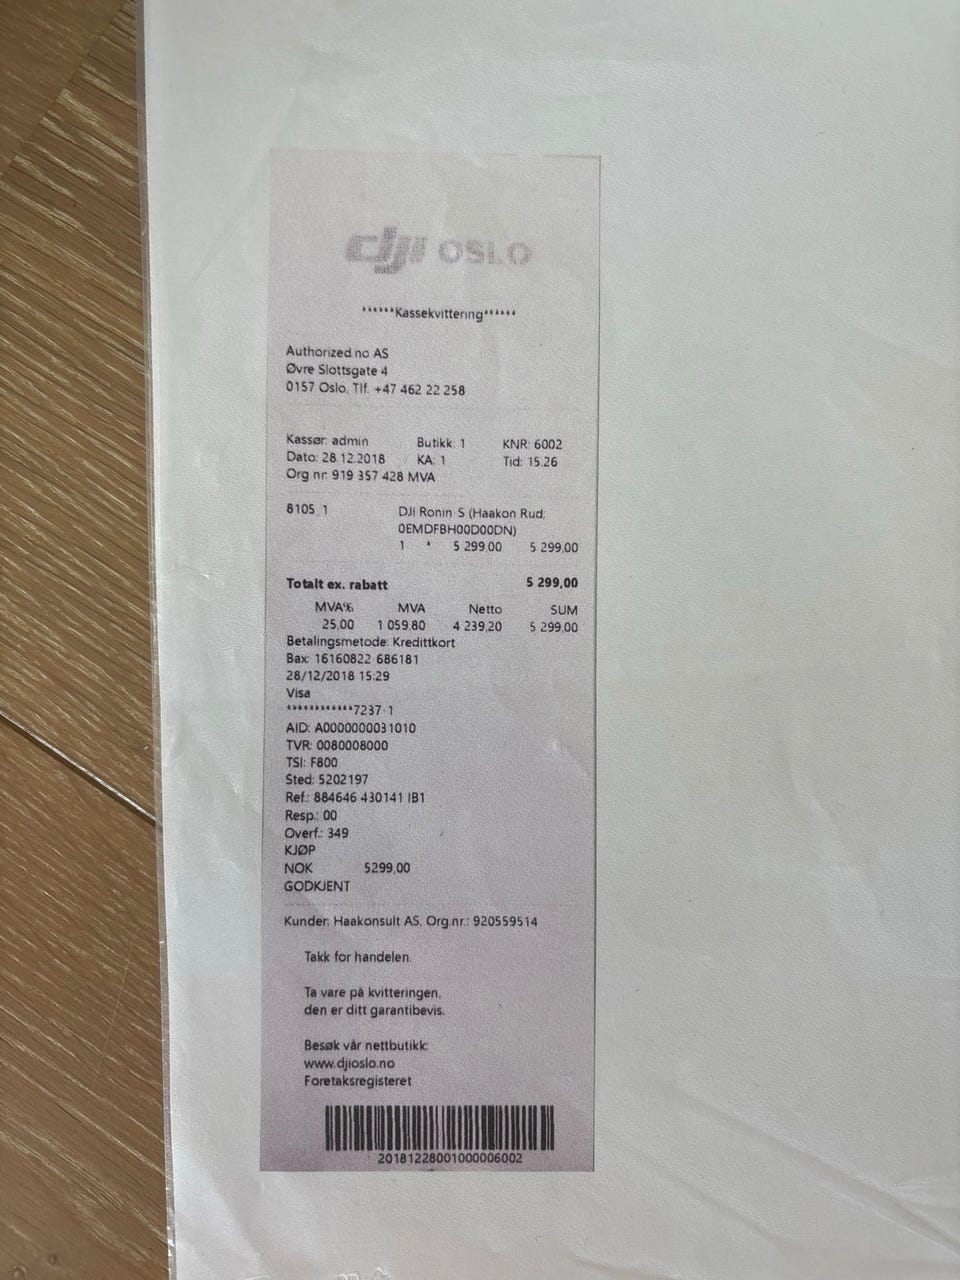 dji OSLO
******Kassekvittering******
Authorized.no AS
Øvre Slottsgate 4
0157 Oslo, Tlf. +47 462 22 258
Kassør: admin Butikk: 1 KNR: 6002
Dato: 28.12.2018 KA: 1 Tid: 15.26
Org nr: 919 357 428 MVA
8105_1 DJI Ronin-S (Haakon Rud,
0EMDFBH00D00DN)
1 * 5 299,00 5 299,00
Totalt ex. rabatt 5 299,00
MVA% MVA Netto SUM
25,00 1 059,80 4 239,20 5 299,00
Betalingsmetode: Kredittkort
Bax: 16160822-686181
28/12/2018 15:29
Visa
************7237-1
AID: A0000000031010
TVR: 0080008000
TSI: F800
Sted: 5202197
Ref.: 884646 430141 IB1
Resp.: 00
Overf.: 349
KJØP
NOK 5299,00
GODKJENT
Kunder: Haakonsult AS, Org.nr.: 920559514
Takk for handelen.
Ta vare på kvitteringen,
den er ditt garantibevis.
Besøk vår nettbutikk:
www.djioslo.no
Foretaksregisteret
20181228001000006002